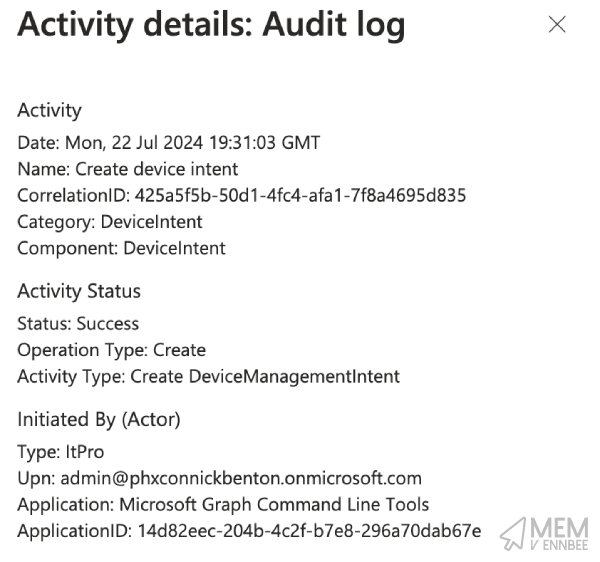 Activity details: Audit log
Activity
Date: Mon, 22 Jul 2024 19:31:03 GMT
Name: Create device intent
CorrelationID: 425a5f5b-50d1-4fc4-afa1-7f8a4695d835
Category: DeviceIntent
Component: DeviceIntent
Activity Status
Status: Success
Operation Type: Create
Activity Type: Create DeviceManagementIntent
Initiated By (Actor)
Type: ItPro
Upn: admin@phxconnickbenton.onmicrosoft.com
Application: Microsoft Graph Command Line Tools
ApplicationID: 14d82eec-204b-4c2f-b7e8-296a70dab67e
MEM
V ENNBEE